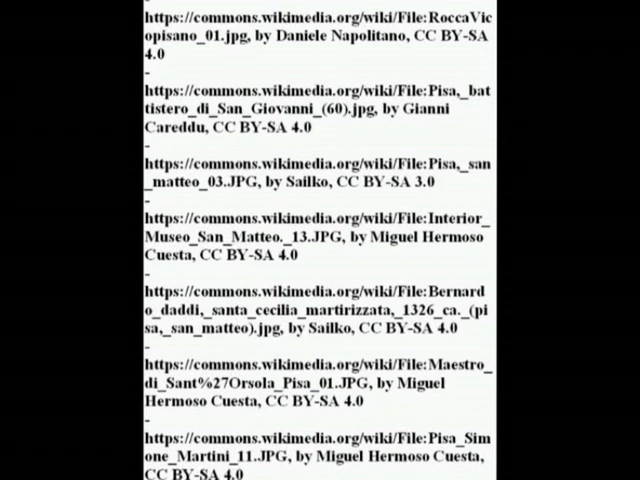 -
https://commons.wikimedia.org/wiki/File:RoccaVic
opisano_01.jpg, by Daniele Napolitano, CC BY-SA
4.0
-
https://commons.wikimedia.org/wiki/File:Pisa,_bat
tistero_di_San_Giovanni_(60).jpg, by Gianni
Careddu, CC BY-SA 4.0
-
https://commons.wikimedia.org/wiki/File:Pisa,_san
_matteo_03.JPG, by Sailko, CC BY-SA 3.0
-
https://commons.wikimedia.org/wiki/File:Interior_
Museo_San_Matteo._13.JPG, by Miguel Hermoso
Cuesta, CC BY-SA 4.0
-
https://commons.wikimedia.org/wiki/File:Bernard
o_daddi,_santa_cecilia_martirizzata,_1326_ca._(pi
sa,_san_matteo).jpg, by Sailko, CC BY-SA 4.0
-
https://commons.wikimedia.org/wiki/File:Maestro_
di_Sant%27Orsola_Pisa_01.JPG, by Miguel
Hermoso Cuesta, CC BY-SA 4.0
-
https://commons.wikimedia.org/wiki/File:Pisa_Sim
one_Martini_11.JPG, by Miguel Hermoso Cuesta,
CC BY-SA 4.0